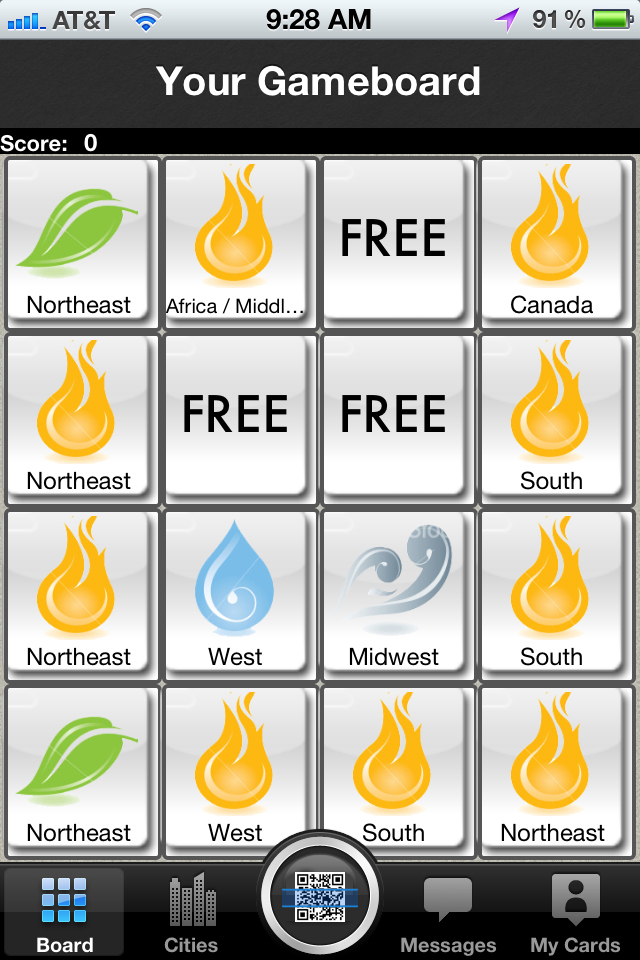 AT&T 9:28 AM 91 %
Your Gameboard
Score: 0
FREE
Northeast Africa / Middl... Canada
FREE FREE
Northeast South
Northeast West Midwest South
Northeast West South Northeast
Board Cities Messages My Cards